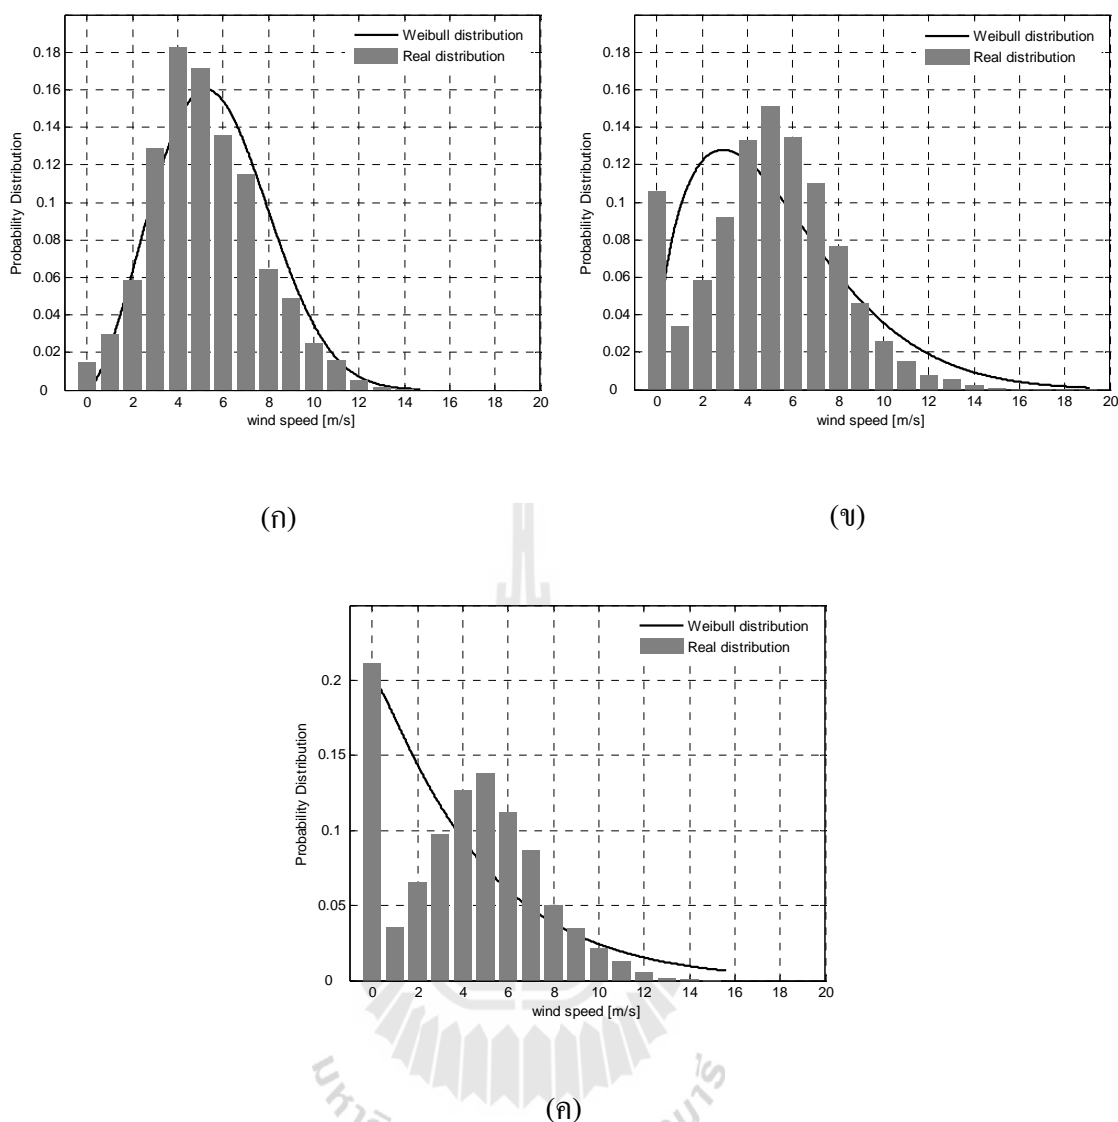 Weibull distribution
Real distribution
0.18
0.16
0.14
0.12
0.1
0.08
0.06
0.04
0.02
0
Probability Distribution
0 2 4 6 8 10 12 14 16 18 20
wind speed [m/s]
(ก)
Weibull distribution
Real distribution
0.18
0.16
0.14
0.12
0.1
0.08
0.06
0.04
0.02
0
Probability Distribution
0 2 4 6 8 10 12 14 16 18 20
wind speed [m/s]
(ข)
Weibull distribution
Real distribution
0.2
0.15
0.1
0.05
0
Probability Distribution
0 2 4 6 8 10 12 14 16 18 20
wind speed [m/s]
(ค)